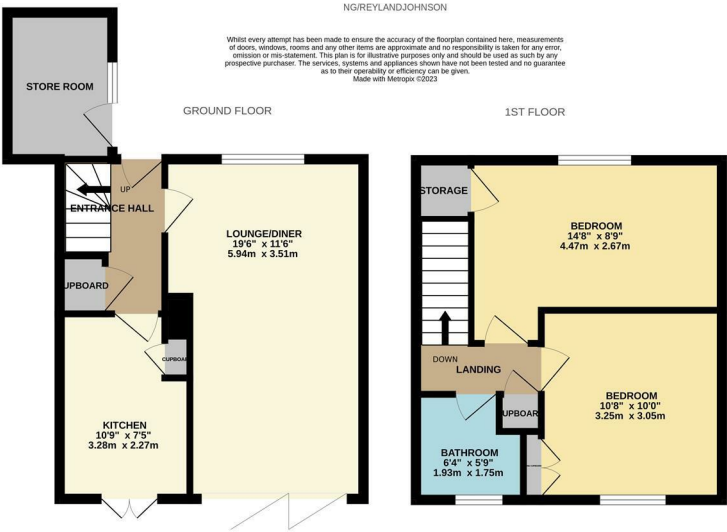 NG/REYLANDJOHNSON
Whilst every attempt has been made to ensure the accuracy of the floorplan contained here, measurements
of doors, windows, rooms and any other items are approximate and no responsibility is taken for any error,
omission or mis-statement. This plan is for illustrative purposes only and should be used as such by any
prospective purchaser. The services, systems and appliances shown have not been tested and no guarantee
as to their operability or efficiency can be given.
Made with Metropix ©2023
GROUND FLOOR
1ST FLOOR
STORE ROOM
UP
ENTRANCE HALL
LOUNGE/DINER
19'6" x 11'6"
5.94m x 3.51m
UPBOARD
CUPBOAR
KITCHEN
10'9" x 7'5"
3.28m x 2.27m
STORAGE
BEDROOM
14'8" x 8'9"
4.47m x 2.67m
DOWN
LANDING
UPBOAR
BEDROOM
10'8" x 10'0"
3.25m x 3.05m
BATHROOM
6'4" x 5'9"
1.93m x 1.75m